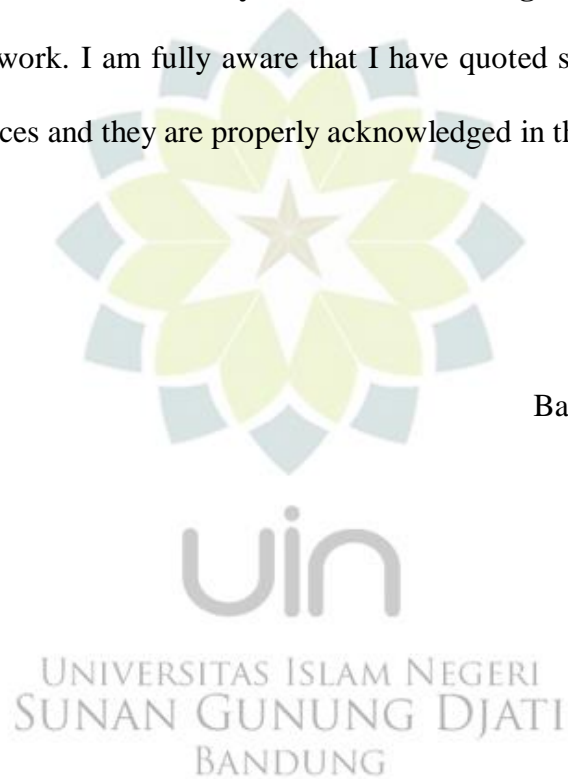 work. I am fully aware that I have quoted s
ces and they are properly acknowledged in th
Ba
uin
UNIVERSITAS ISLAM NEGERI
SUNAN GUNUNG DJATI
BANDUNG